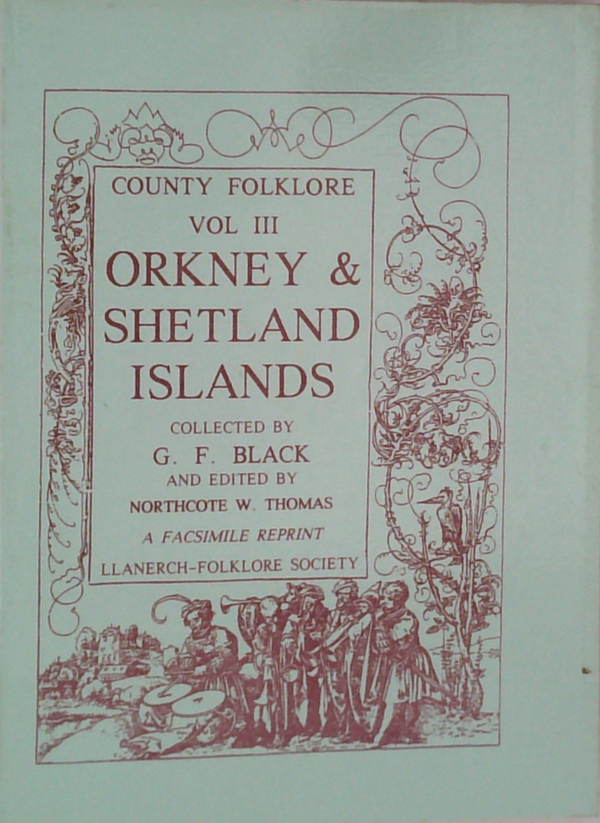 COUNTY FOLKLORE
VOL III
ORKNEY &
SHETLAND
ISLANDS
COLLECTED BY
G. F. BLACK
AND EDITED BY
NORTHCOTE W. THOMAS
A FACSIMILE REPRINT
LLANERCH-FOLKLORE SOCIETY